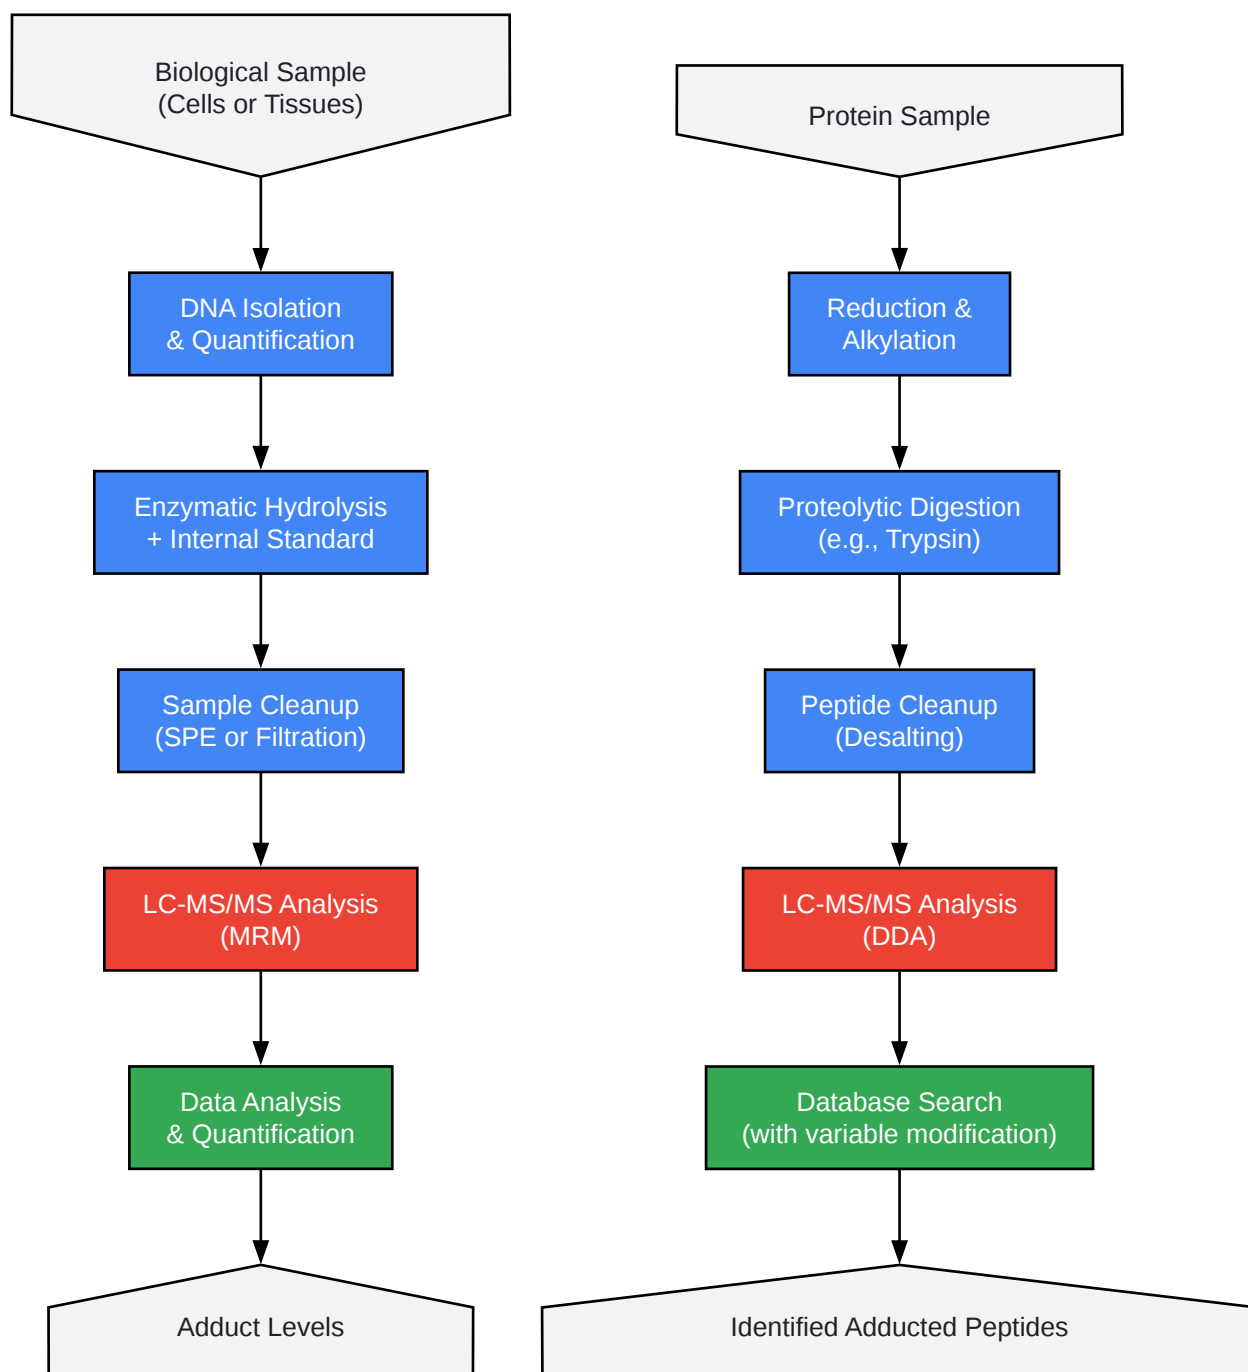 Biological Sample
(Cells or Tissues)
DNA Isolation
& Quantification
Enzymatic Hydrolysis
+ Internal Standard
Sample Cleanup
(SPE or Filtration)
LC-MS/MS Analysis
(MRM)
Data Analysis
& Quantification
Adduct Levels
Protein Sample
Reduction &
Alkylation
Proteolytic Digestion
(e.g., Trypsin)
Peptide Cleanup
(Desalting)
LC-MS/MS Analysis
(DDA)
Database Search
(with variable modification)
Identified Adducted Peptides